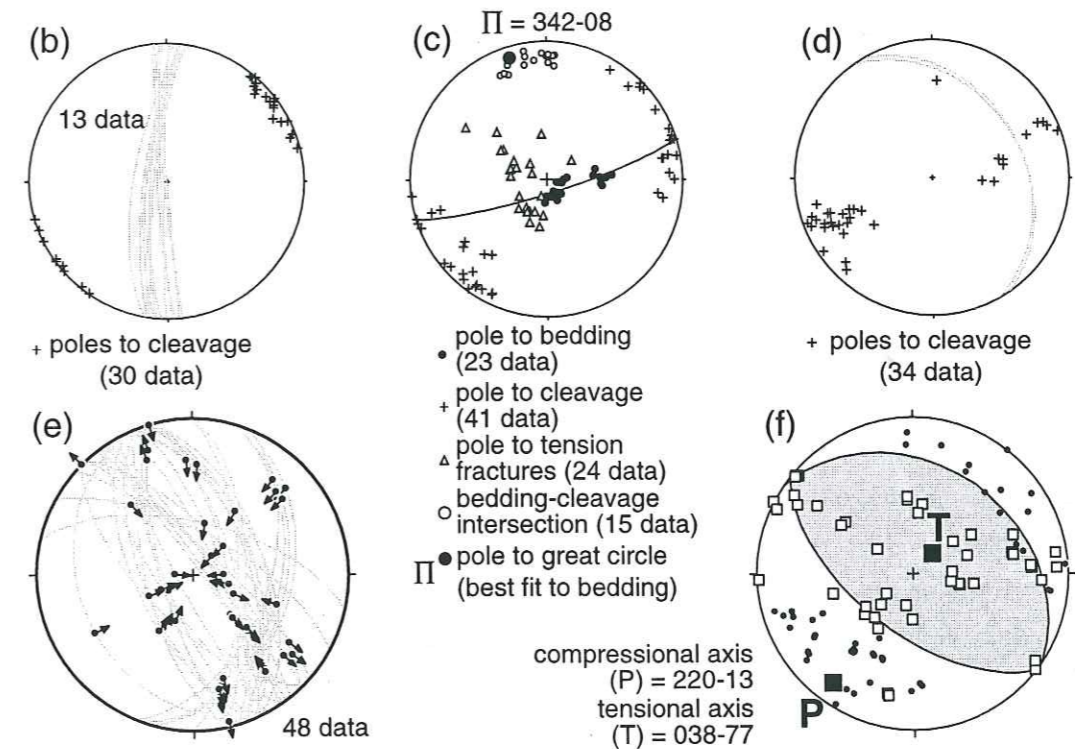 (b)
13 data
+ poles to cleavage
(30 data)
Π = 342-08
(c)
• pole to bedding
(23 data)
+ pole to cleavage
(41 data)
△ pole to tension
fractures (24 data)
○ bedding-cleavage
intersection (15 data)
Π ● pole to great circle
(best fit to bedding)
(d)
+ poles to cleavage
(34 data)
(e)
48 data
(f)
T
P
compressional axis
(P) = 220-13
tensional axis
(T) = 038-77